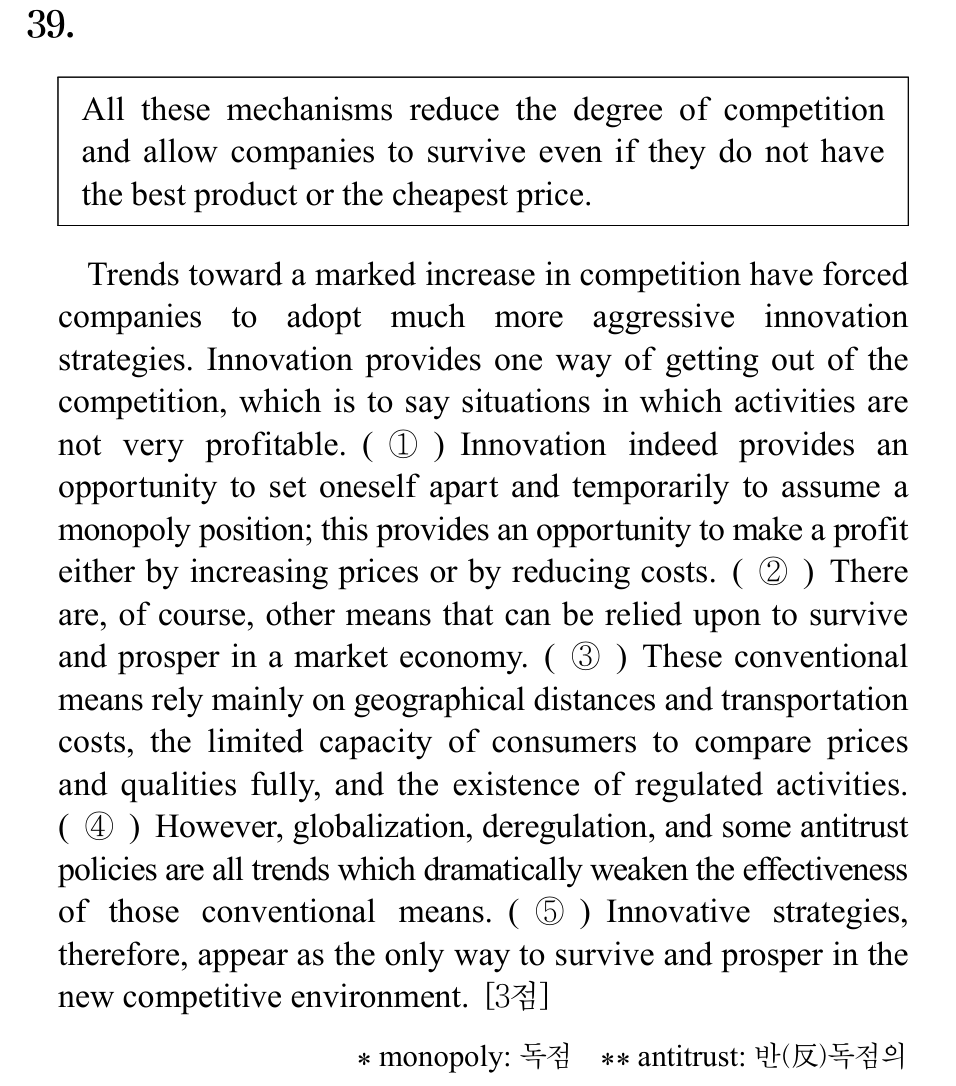 39.
All these mechanisms reduce the degree of competition
and allow companies to survive even if they do not have
the best product or the cheapest price.
Trends toward a marked increase in competition have forced
companies to adopt much more aggressive innovation
strategies. Innovation provides one way of getting out of the
competition, which is to say situations in which activities are
not very profitable. ( ① ) Innovation indeed provides an
opportunity to set oneself apart and temporarily to assume a
monopoly position; this provides an opportunity to make a profit
either by increasing prices or by reducing costs. ( ② ) There
are, of course, other means that can be relied upon to survive
and prosper in a market economy. ( ③ ) These conventional
means rely mainly on geographical distances and transportation
costs, the limited capacity of consumers to compare prices
and qualities fully, and the existence of regulated activities.
( ④ ) However, globalization, deregulation, and some antitrust
policies are all trends which dramatically weaken the effectiveness
of those conventional means. ( ⑤ ) Innovative strategies,
therefore, appear as the only way to survive and prosper in the
new competitive environment. [3점]
* monopoly: 독점 ** antitrust: 반(反)독점의